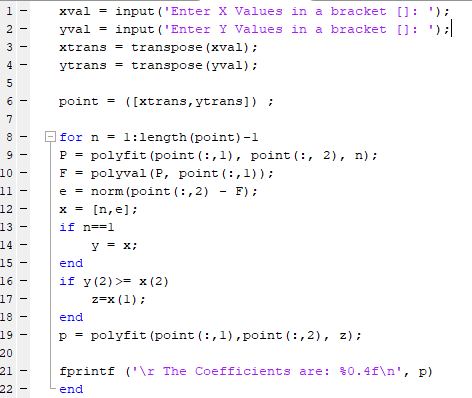 1 - xval = input('Enter X Values in a bracket []: ');
2 - yval = input('Enter Y Values in a bracket []: ');
3 - xtrans = transpose(xval);
4 - ytrans = transpose(yval);
5
6 - point = ([xtrans,ytrans]) ;
7
8 - for n = 1:length(point)-1
9 - P = polyfit(point(:,1), point(:, 2), n);
10 - F = polyval(P, point(:,1));
11 - e = norm(point(:,2) - F);
12 - x = [n,e];
13 - if n==1
14 - y = x;
15 - end
16 - if y(2)>= x(2)
17 - z=x(1);
18 - end
19 - p = polyfit(point(:,1),point(:,2), z);
20
21 - fprintf ('\r The Coefficients are: %0.4f\n', p)
22 - end